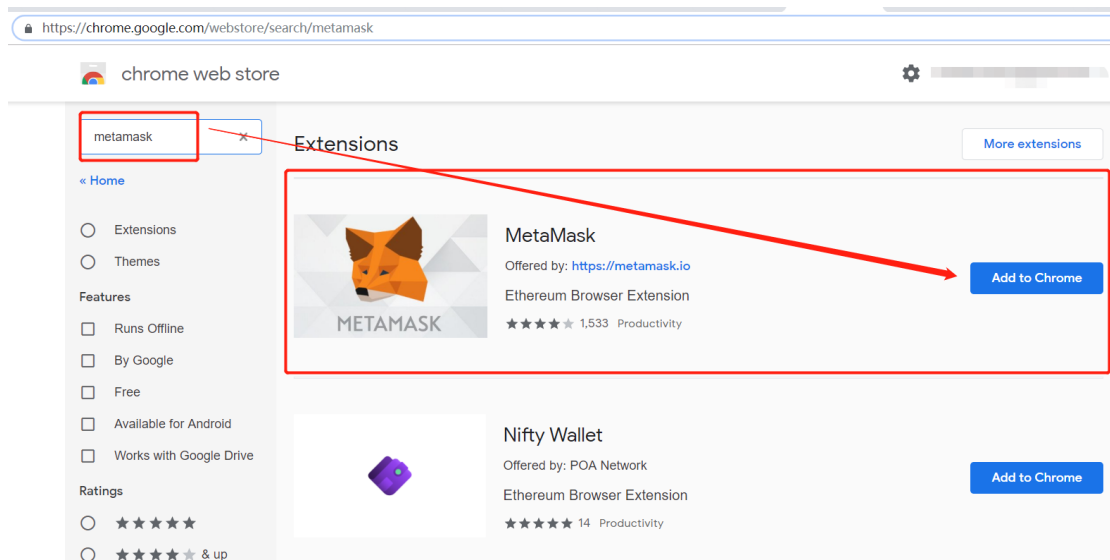 https://chrome.google.com/webstore/search/metamask
chrome web store
metamask
« Home
Extensions
Themes
Features
Runs Offline
By Google
Free
Available for Android
Works with Google Drive
Ratings
& up
Extensions
More extensions
METAMASK
MetaMask
Offered by: https://metamask.io
Ethereum Browser Extension
1,533 Productivity
Add to Chrome
Nifty Wallet
Offered by: POA Network
Ethereum Browser Extension
14 Productivity
Add to Chrome